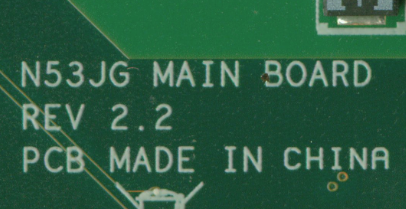 N53JG MAIN BOARD
REV 2.2
PCB MADE IN CHINA